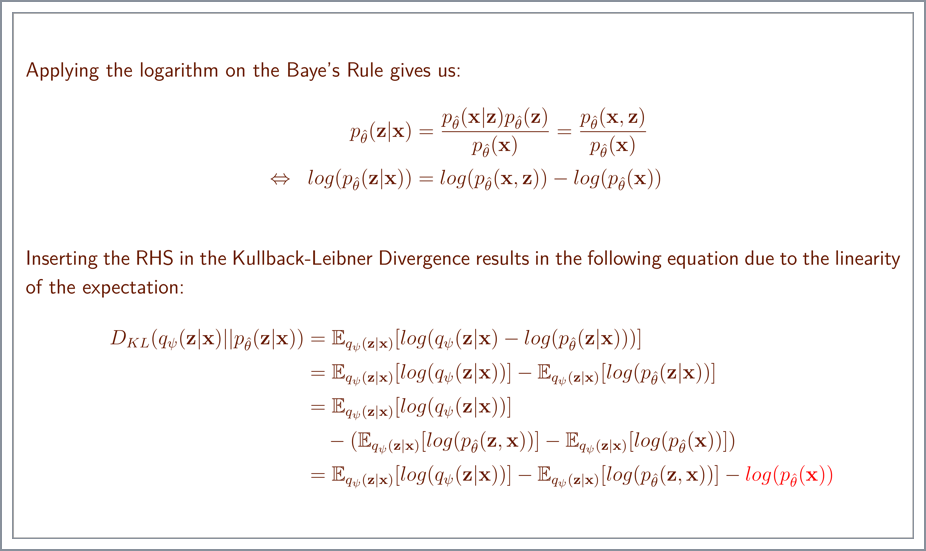 Applying the logarithm on the Baye's Rule gives us:
$p_{\hat{\theta}}(\mathbf{z}|\mathbf{x}) = \frac{p_{\hat{\theta}}(\mathbf{x}|\mathbf{z})p_{\hat{\theta}}(\mathbf{z})}{p_{\hat{\theta}}(\mathbf{x})} = \frac{p_{\hat{\theta}}(\mathbf{x},\mathbf{z})}{p_{\hat{\theta}}(\mathbf{x})}$
$\Leftrightarrow \; log(p_{\hat{\theta}}(\mathbf{z}|\mathbf{x})) = log(p_{\hat{\theta}}(\mathbf{x},\mathbf{z})) - log(p_{\hat{\theta}}(\mathbf{x}))$
Inserting the RHS in the Kullback-Leibner Divergence results in the following equation due to the linearity
of the expectation:
$D_{KL}(q_{\psi}(\mathbf{z}|\mathbf{x})||p_{\hat{\theta}}(\mathbf{z}|\mathbf{x})) = \mathbb{E}_{q_{\psi}(\mathbf{z}|\mathbf{x})}[log(q_{\psi}(\mathbf{z}|\mathbf{x}) - log(p_{\hat{\theta}}(\mathbf{z}|\mathbf{x})))]$
$= \mathbb{E}_{q_{\psi}(\mathbf{z}|\mathbf{x})}[log(q_{\psi}(\mathbf{z}|\mathbf{x}))] - \mathbb{E}_{q_{\psi}(\mathbf{z}|\mathbf{x})}[log(p_{\hat{\theta}}(\mathbf{z}|\mathbf{x}))]$
$= \mathbb{E}_{q_{\psi}(\mathbf{z}|\mathbf{x})}[log(q_{\psi}(\mathbf{z}|\mathbf{x}))]$
$- (\mathbb{E}_{q_{\psi}(\mathbf{z}|\mathbf{x})}[log(p_{\hat{\theta}}(\mathbf{z},\mathbf{x}))] - \mathbb{E}_{q_{\psi}(\mathbf{z}|\mathbf{x})}[log(p_{\hat{\theta}}(\mathbf{x}))])$
$= \mathbb{E}_{q_{\psi}(\mathbf{z}|\mathbf{x})}[log(q_{\psi}(\mathbf{z}|\mathbf{x}))] - \mathbb{E}_{q_{\psi}(\mathbf{z}|\mathbf{x})}[log(p_{\hat{\theta}}(\mathbf{z},\mathbf{x}))] - log(p_{\hat{\theta}}(\mathbf{x}))$